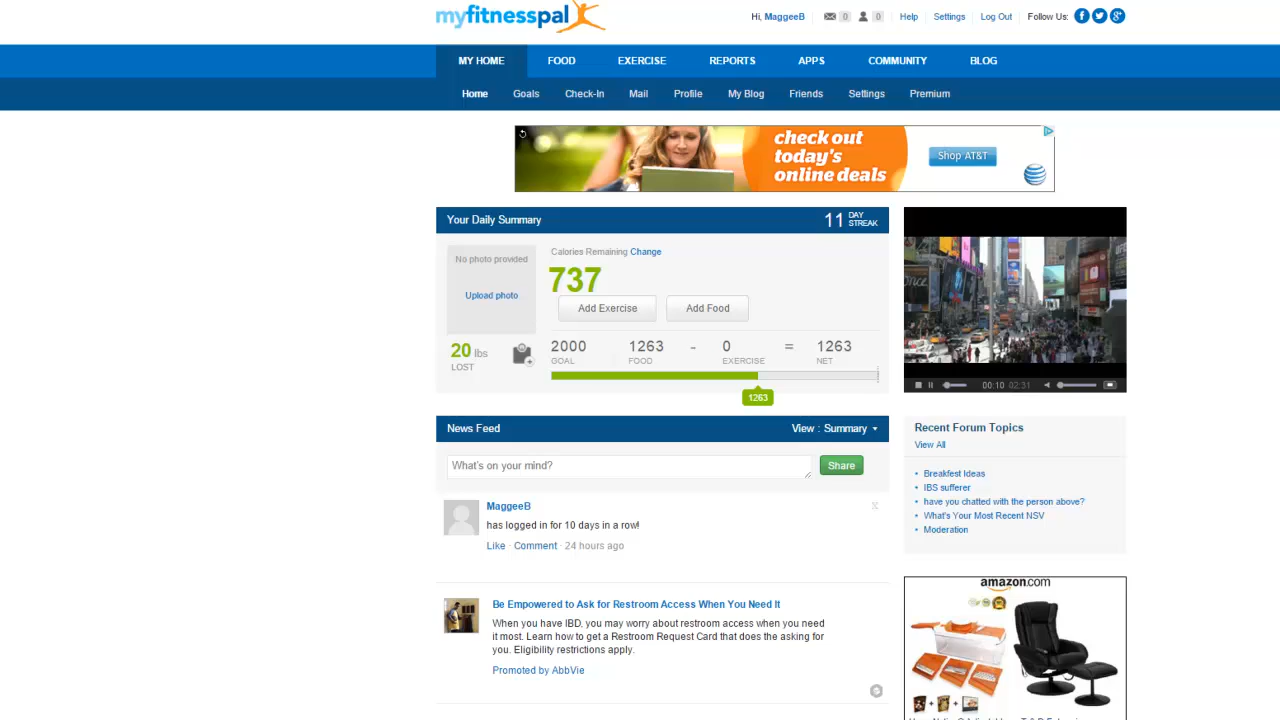 myfitnesspal
Hi, MaggeeB 0 0 Help Settings Log Out Follow Us:
MY HOME FOOD EXERCISE REPORTS APPS COMMUNITY BLOG
Home Goals Check-In Mail Profile My Blog Friends Settings Premium
check out
today's
online deals
Shop AT&T
Your Daily Summary
11 DAY STREAK
No photo provided
Upload photo
Calories Remaining Change
737
Add Exercise Add Food
20 lbs
LOST
2000 1263 - 0 = 1263
GOAL FOOD EXERCISE NET
1263
00:10 02:31
News Feed View : Summary
What's on your mind? Share
MaggeeB X
has logged in for 10 days in a row!
Like · Comment · 24 hours ago
Be Empowered to Ask for Restroom Access When You Need It
When you have IBD, you may worry about restroom access when you need
it most. Learn how to get a Restroom Request Card that does the asking for
you. Eligibility restrictions apply.
Promoted by AbbVie
Recent Forum Topics
View All
• Breakfest Ideas
• IBS sufferer
• have you chatted with the person above?
• What's Your Most Recent NSV
• Moderation
amazon.com